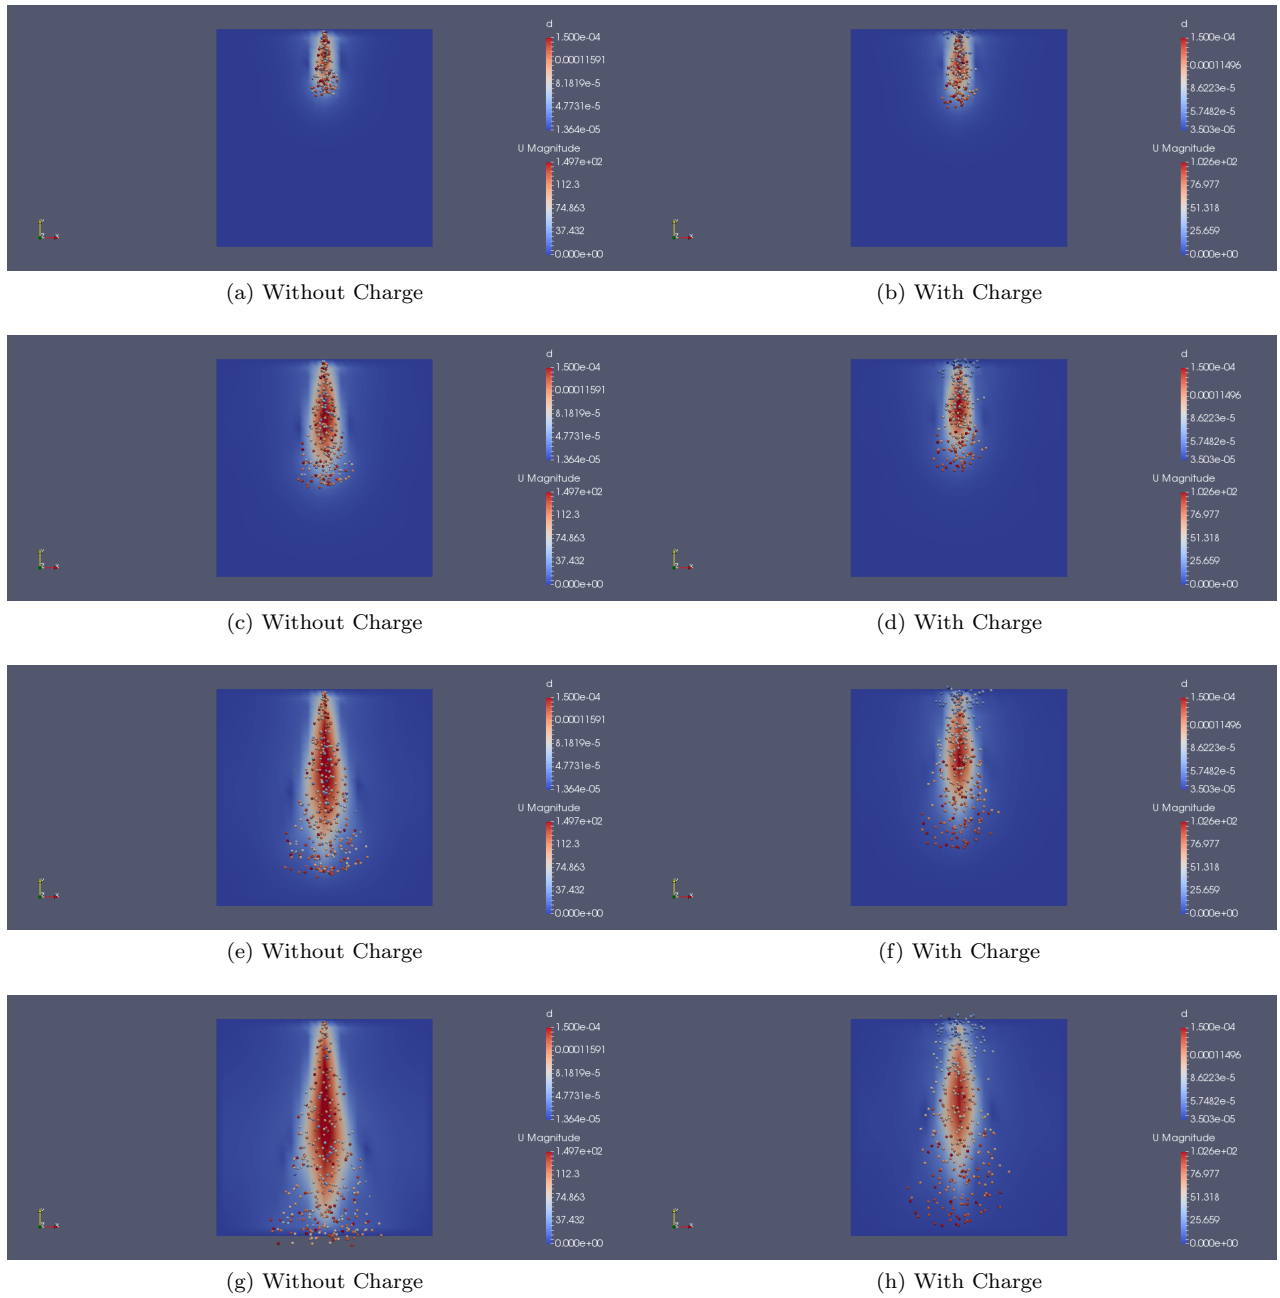 d
1.500e-04
0.00011591
8.1819e-5
4.7731e-5
1.364e-05
U Magnitude
1.497e+02
112.3
74.863
37.432
0.000e+00
d
1.500e-04
0.00011496
8.6223e-5
5.7482e-5
3.503e-05
U Magnitude
1.026e+02
76.977
51.318
25.659
0.000e+00
(a) Without Charge
(b) With Charge
d
1.500e-04
0.00011591
8.1819e-5
4.7731e-5
1.364e-05
U Magnitude
1.497e+02
112.3
74.863
37.432
0.000e+00
d
1.500e-04
0.00011496
8.6223e-5
5.7482e-5
3.503e-05
U Magnitude
1.026e+02
76.977
51.318
25.659
0.000e+00
(c) Without Charge
(d) With Charge
d
1.500e-04
0.00011591
8.1819e-5
4.7731e-5
1.364e-05
U Magnitude
1.497e+02
112.3
74.863
37.432
0.000e+00
d
1.500e-04
0.00011496
8.6223e-5
5.7482e-5
3.503e-05
U Magnitude
1.026e+02
76.977
51.318
25.659
0.000e+00
(e) Without Charge
(f) With Charge
d
1.500e-04
0.00011591
8.1819e-5
4.7731e-5
1.364e-05
U Magnitude
1.497e+02
112.3
74.863
37.432
0.000e+00
d
1.500e-04
0.00011496
8.6223e-5
5.7482e-5
3.503e-05
U Magnitude
1.026e+02
76.977
51.318
25.659
0.000e+00
(g) Without Charge
(h) With Charge